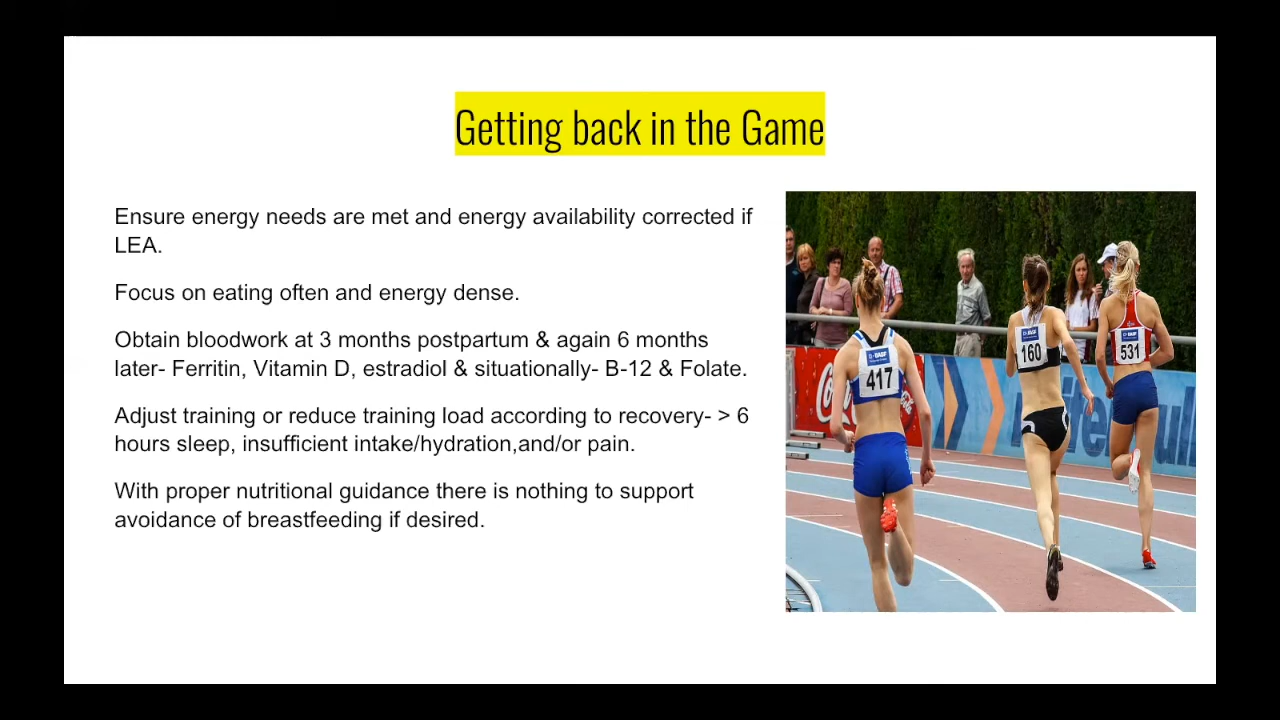 Getting back in the Game
Ensure energy needs are met and energy availability corrected if
LEA.
Focus on eating often and energy dense.
Obtain bloodwork at 3 months postpartum & again 6 months
later- Ferritin, Vitamin D, estradiol & situationally- B-12 & Folate.
Adjust training or reduce training load according to recovery- > 6
hours sleep, insufficient intake/hydration,and/or pain.
With proper nutritional guidance there is nothing to support
avoidance of breastfeeding if desired.
417
160
531